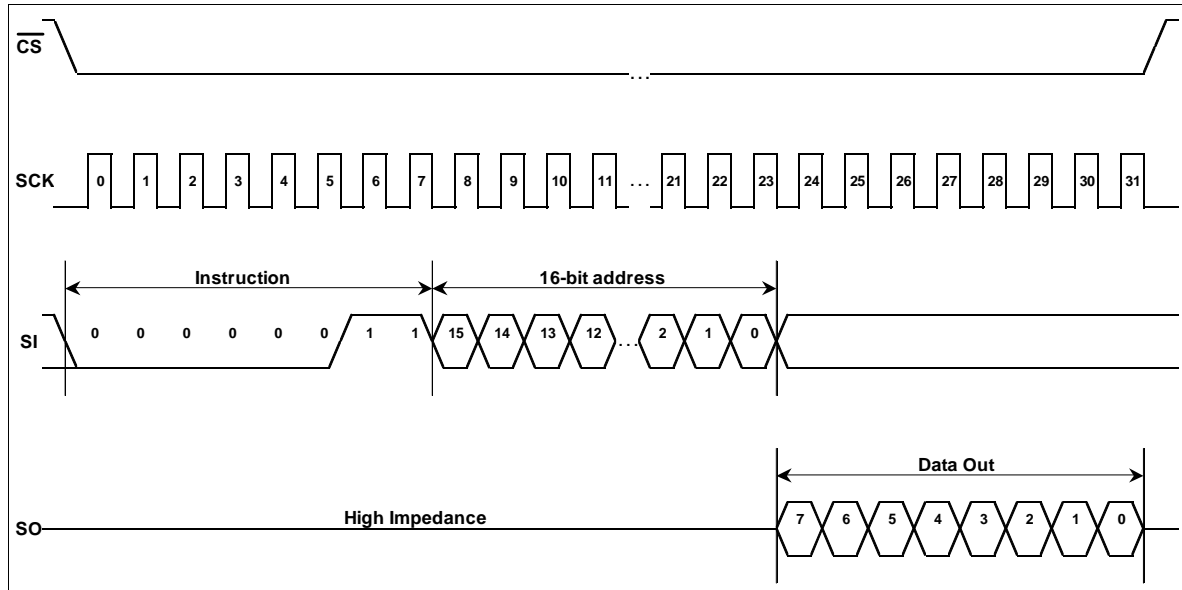 CS
...
SCK
0 1 2 3 4 5 6 7 8 9 10 11 ... 21 22 23 24 25 26 27 28 29 30 31
Instruction 16-bit address
SI
0 0 0 0 0 0 1 1 15 14 13 12 ... 2 1 0
Data Out
SO
High Impedance
7 6 5 4 3 2 1 0